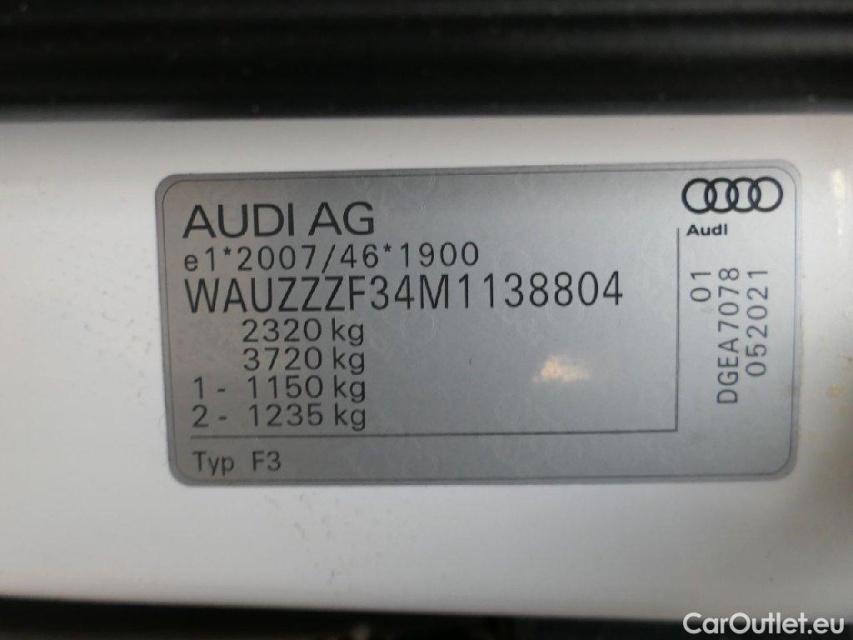 AUDI AG
e1*2007/46*1900
WAUZZZF34M1138804
2320 kg
3720 kg
1 - 1150 kg
2 - 1235 kg
Typ F3
Audi
01
DGEA7078
052021
CarOutlet.eu